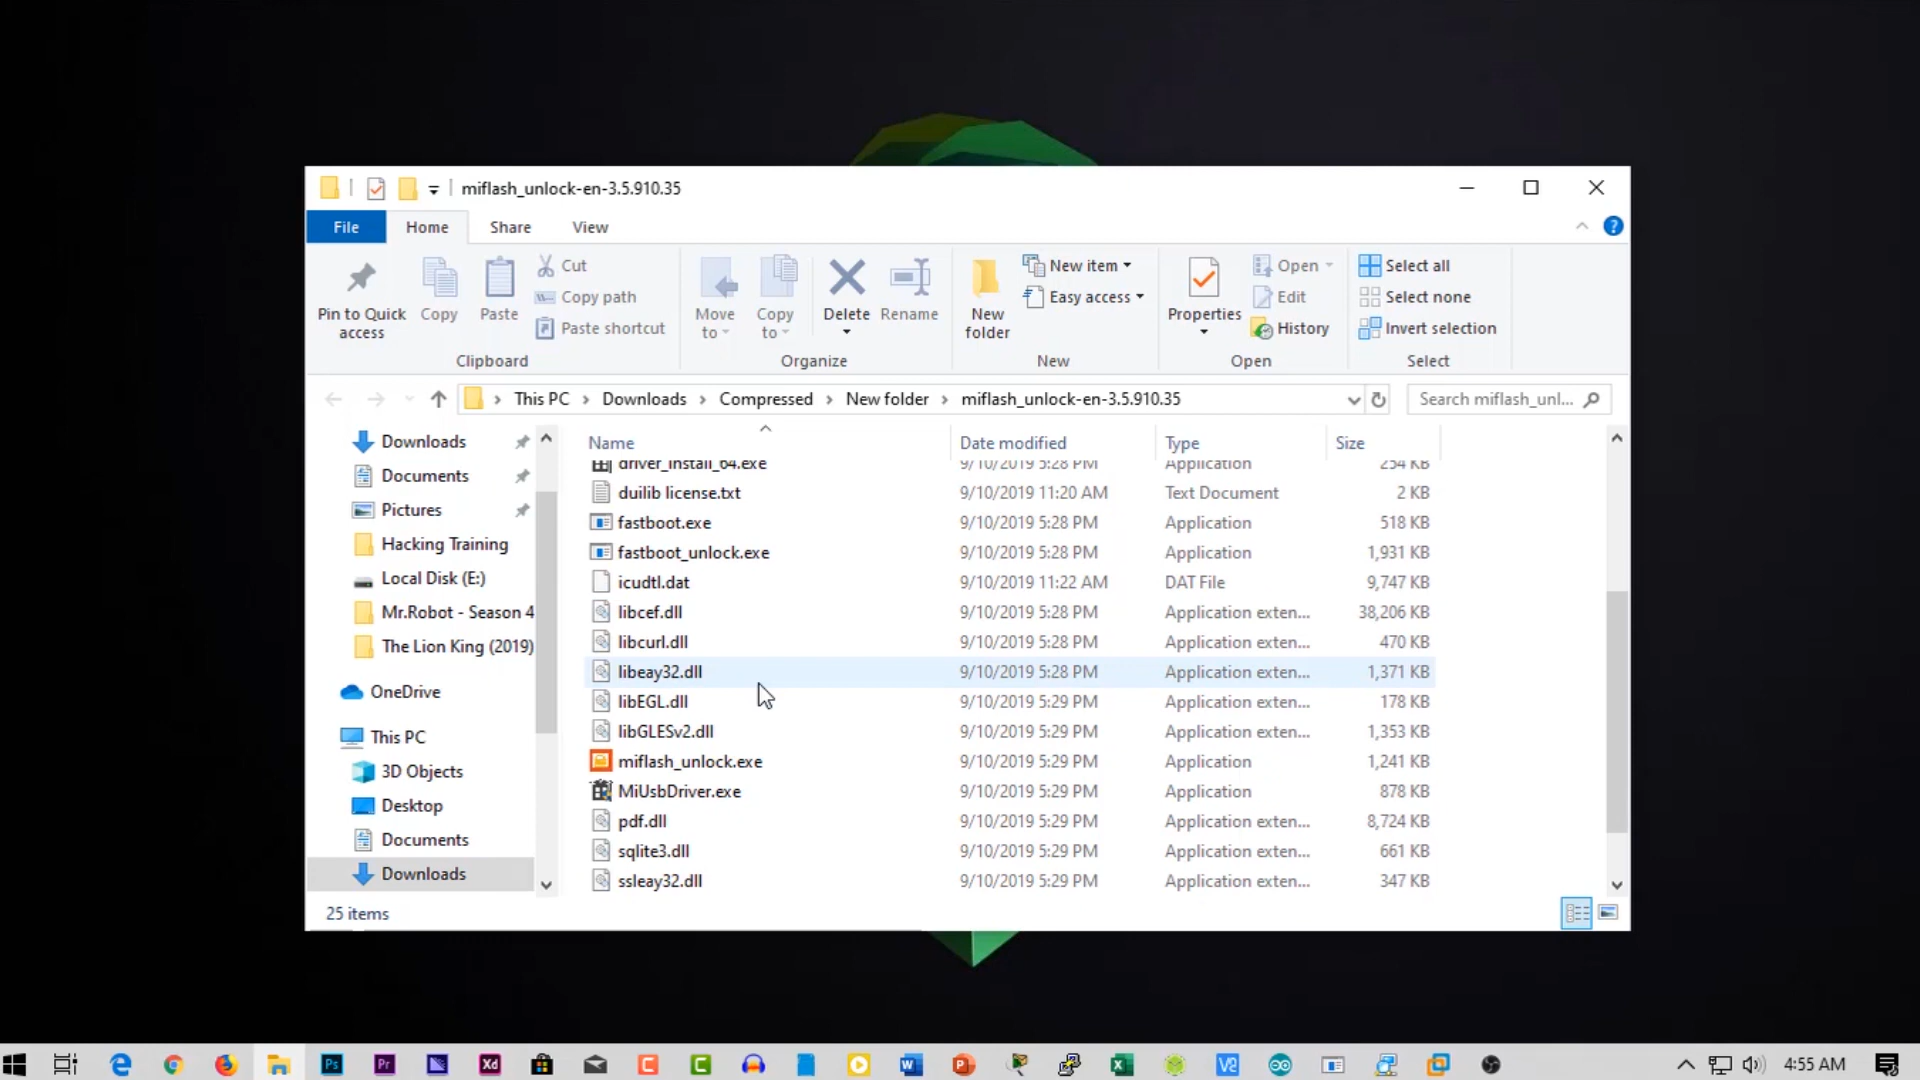 miflash_unlock-en-3.5.910.35
File Home Share View
Pin to Quick access
Copy
Paste
Cut
Copy path
Paste shortcut
Clipboard
Move to
Copy to
Delete
Rename
Organize
New folder
New item
Easy access
New
Properties
Open
Edit
History
Open
Select all
Select none
Invert selection
Select
This PC > Downloads > Compressed > New folder > miflash_unlock-en-3.5.910.35
Search miflash_unl...
Downloads
Documents
Pictures
Hacking Training
Local Disk (E:)
Mr.Robot - Season 4
The Lion King (2019)
OneDrive
This PC
3D Objects
Desktop
Documents
Downloads
Name Date modified Type Size
driver_install_64.exe 9/10/2019 5:28 PM Application 254 KB
duilib license.txt 9/10/2019 11:20 AM Text Document 2 KB
fastboot.exe 9/10/2019 5:28 PM Application 518 KB
fastboot_unlock.exe 9/10/2019 5:28 PM Application 1,931 KB
icudtl.dat 9/10/2019 11:22 AM DAT File 9,747 KB
libcef.dll 9/10/2019 5:28 PM Application exten... 38,206 KB
libcurl.dll 9/10/2019 5:28 PM Application exten... 470 KB
libeay32.dll 9/10/2019 5:28 PM Application exten... 1,371 KB
libEGL.dll 9/10/2019 5:29 PM Application exten... 178 KB
libGLESv2.dll 9/10/2019 5:29 PM Application exten... 1,353 KB
miflash_unlock.exe 9/10/2019 5:29 PM Application 1,241 KB
MiUsbDriver.exe 9/10/2019 5:29 PM Application 878 KB
pdf.dll 9/10/2019 5:29 PM Application exten... 8,724 KB
sqlite3.dll 9/10/2019 5:29 PM Application exten... 661 KB
ssleay32.dll 9/10/2019 5:29 PM Application exten... 347 KB
25 items
Ps Pr Xd 4:55 AM